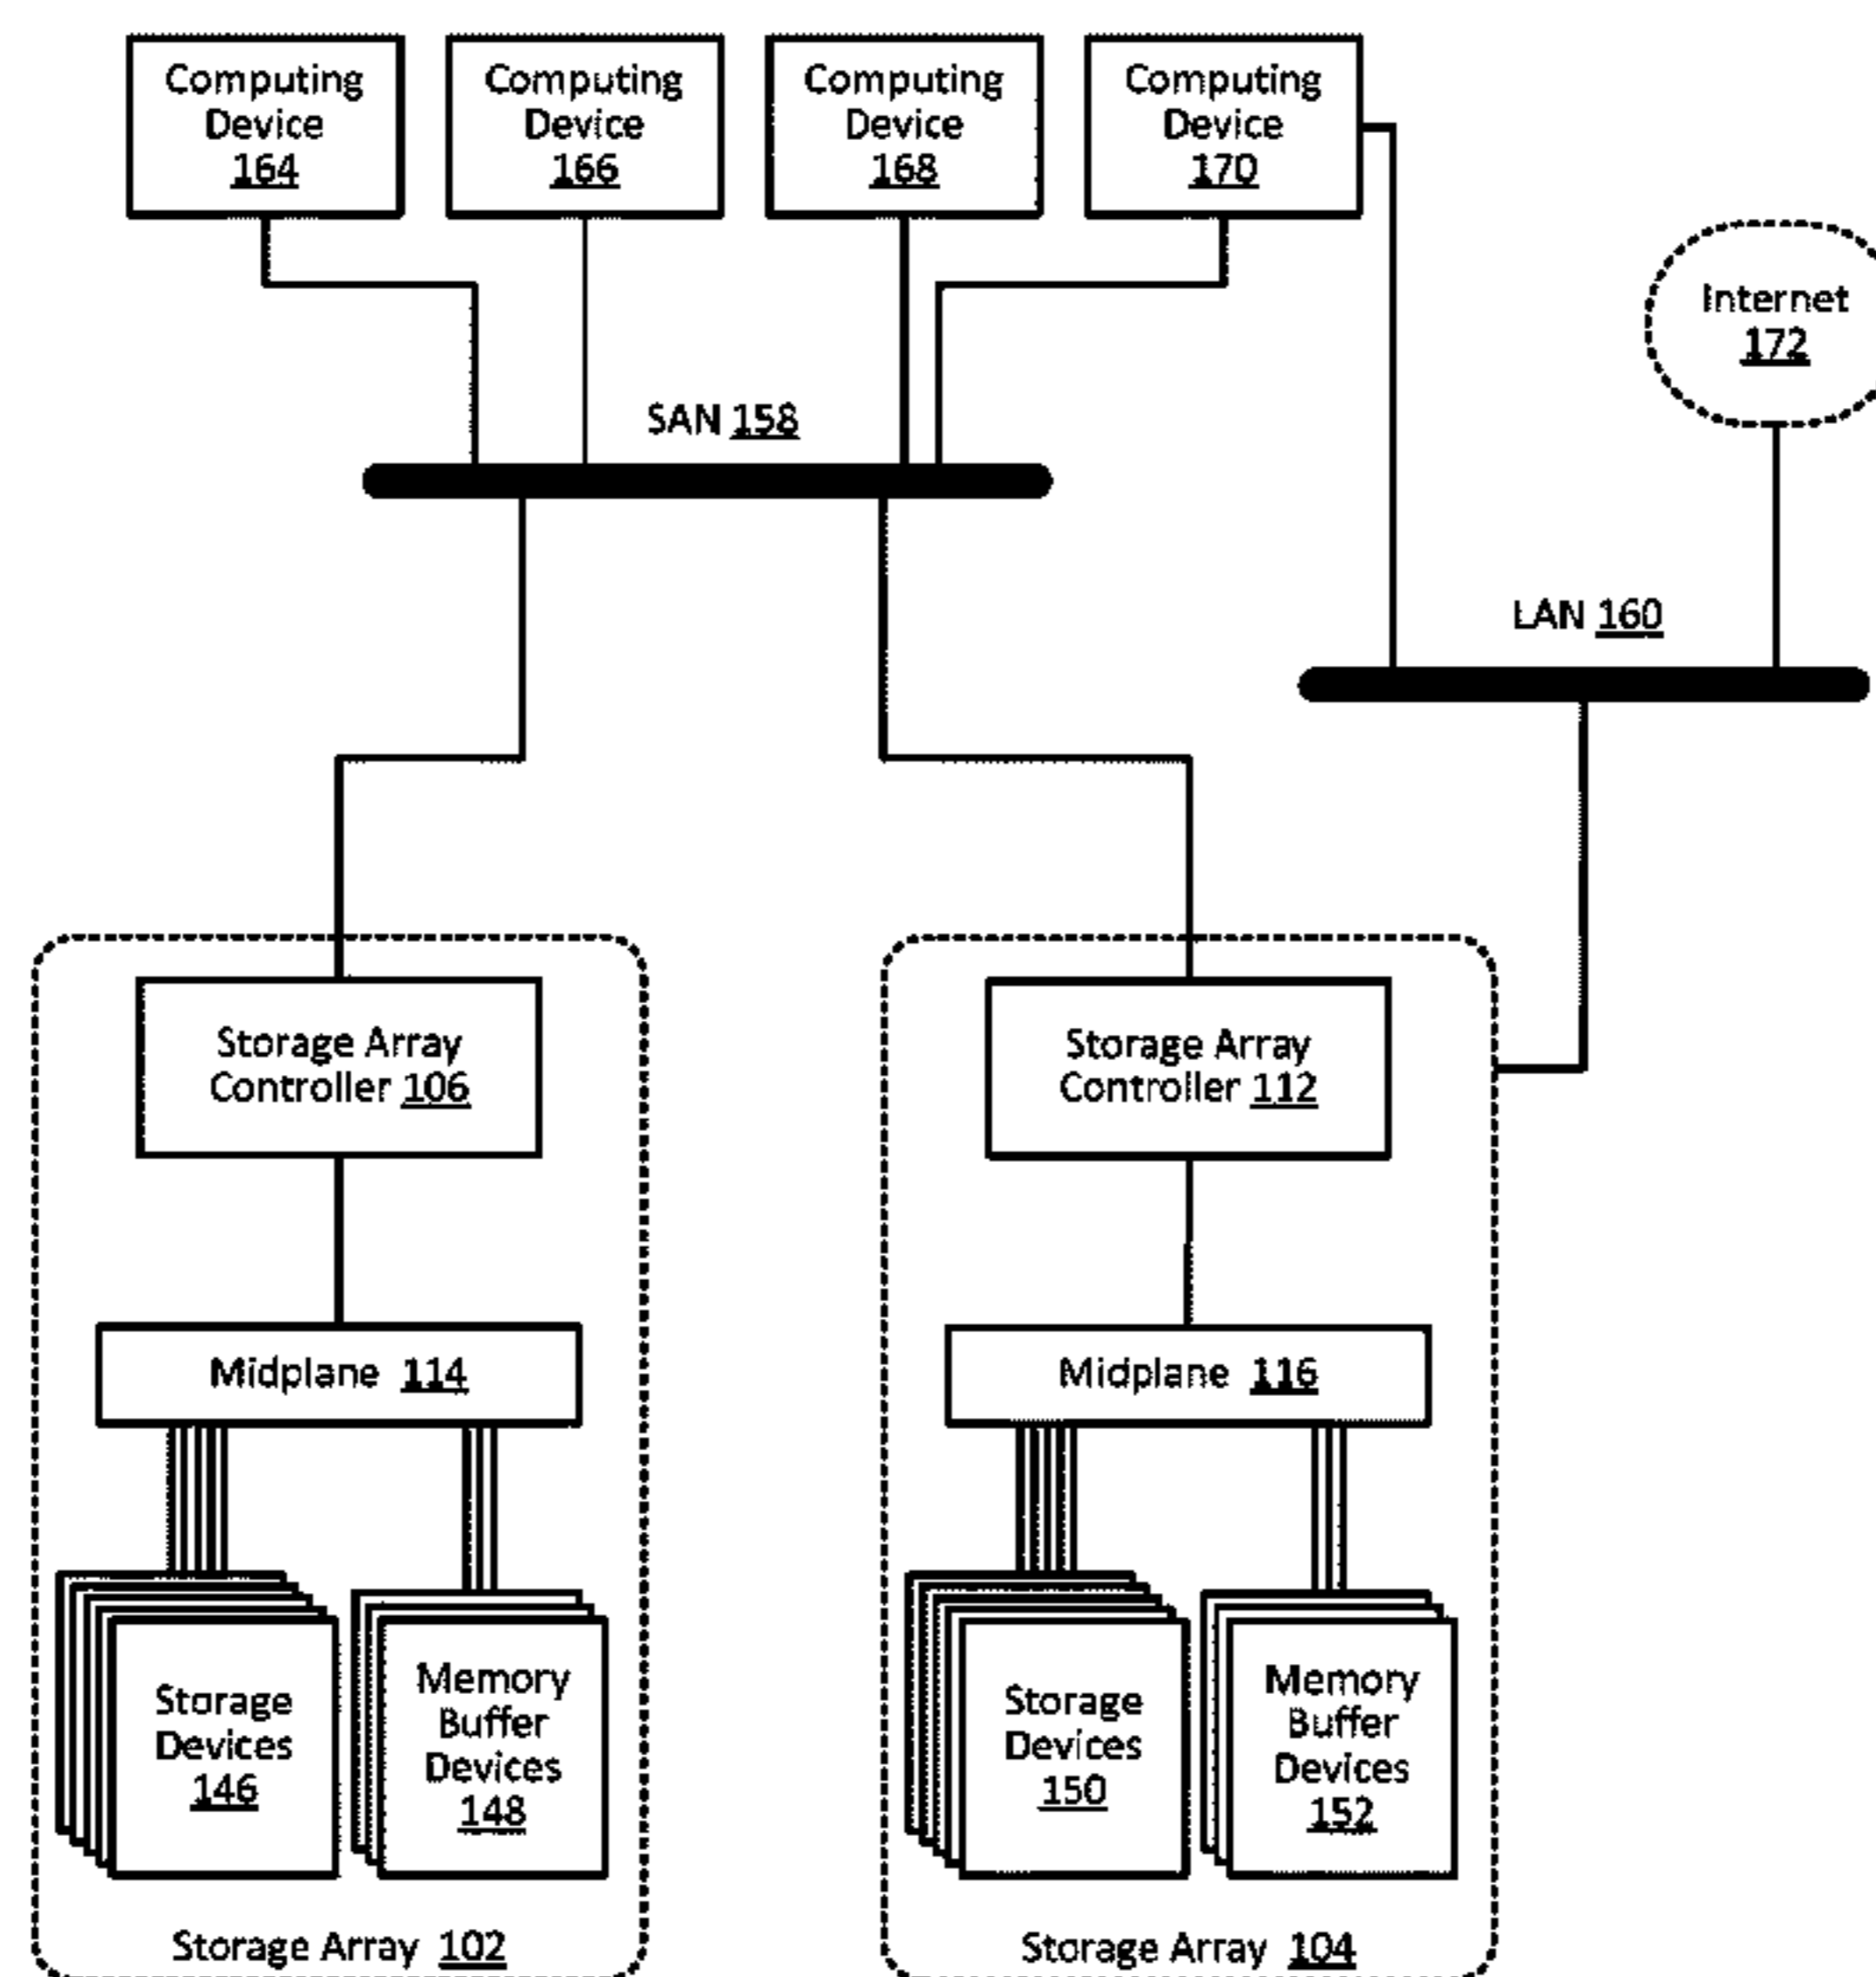 Computing
Device
164
Computing
Device
166
Computing
Device
168
Computing
Device
170
Internet
172
SAN 158
LAN 160
Storage Array
Controller 106
Storage Array
Controller 112
Midplane 114
Midplane 116
Storage
Devices
146
Memory
Buffer
Devices
148
Storage
Devices
150
Memory
Buffer
Devices
152
Storage Array 102
Storage Array 104